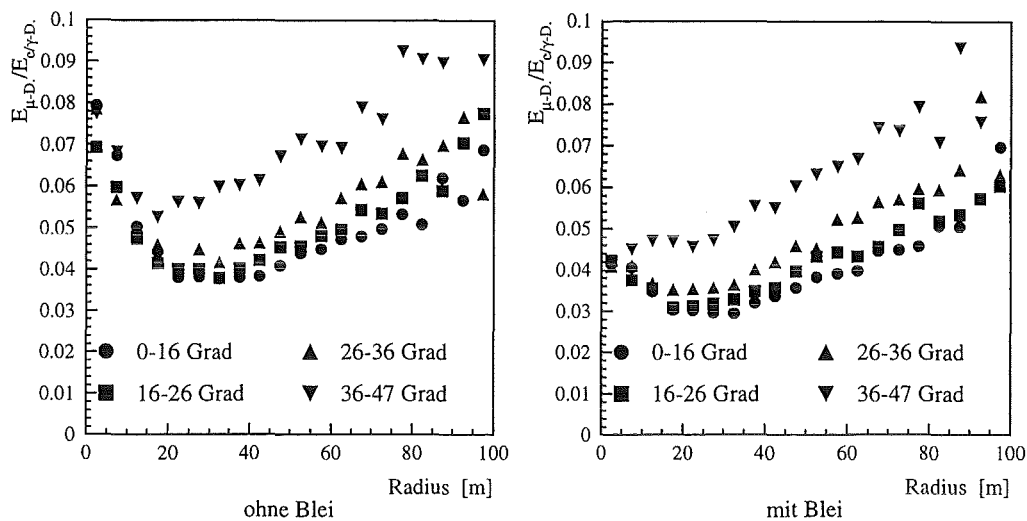 E_μ-D./E_e/γ-D.
0.1
0.09
0.08
0.07
0.06
0.05
0.04
0.03
0.02
0.01
0
0-16 Grad
26-36 Grad
16-26 Grad
36-47 Grad
0 20 40 60 80 100
Radius [m]
ohne Blei
E_μ-D./E_e/γ-D.
0.1
0.09
0.08
0.07
0.06
0.05
0.04
0.03
0.02
0.01
0
0-16 Grad
26-36 Grad
16-26 Grad
36-47 Grad
0 20 40 60 80 100
Radius [m]
mit Blei